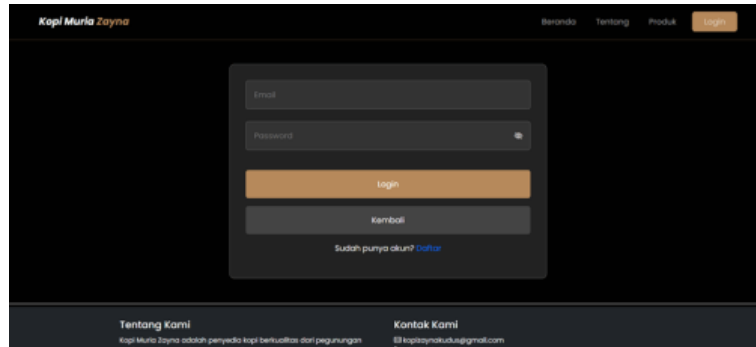 Kopi Muria Zayna
Beranda Tentang Produk Login
Email
Password
Login
Kembali
Sudah punya akun? Daftar
Tentang Kami
Kopi Muria Zayna adalah penyedia kopi berkualitas dari pegunungan
Kontak Kami
kopizaynakudus@gmail.com